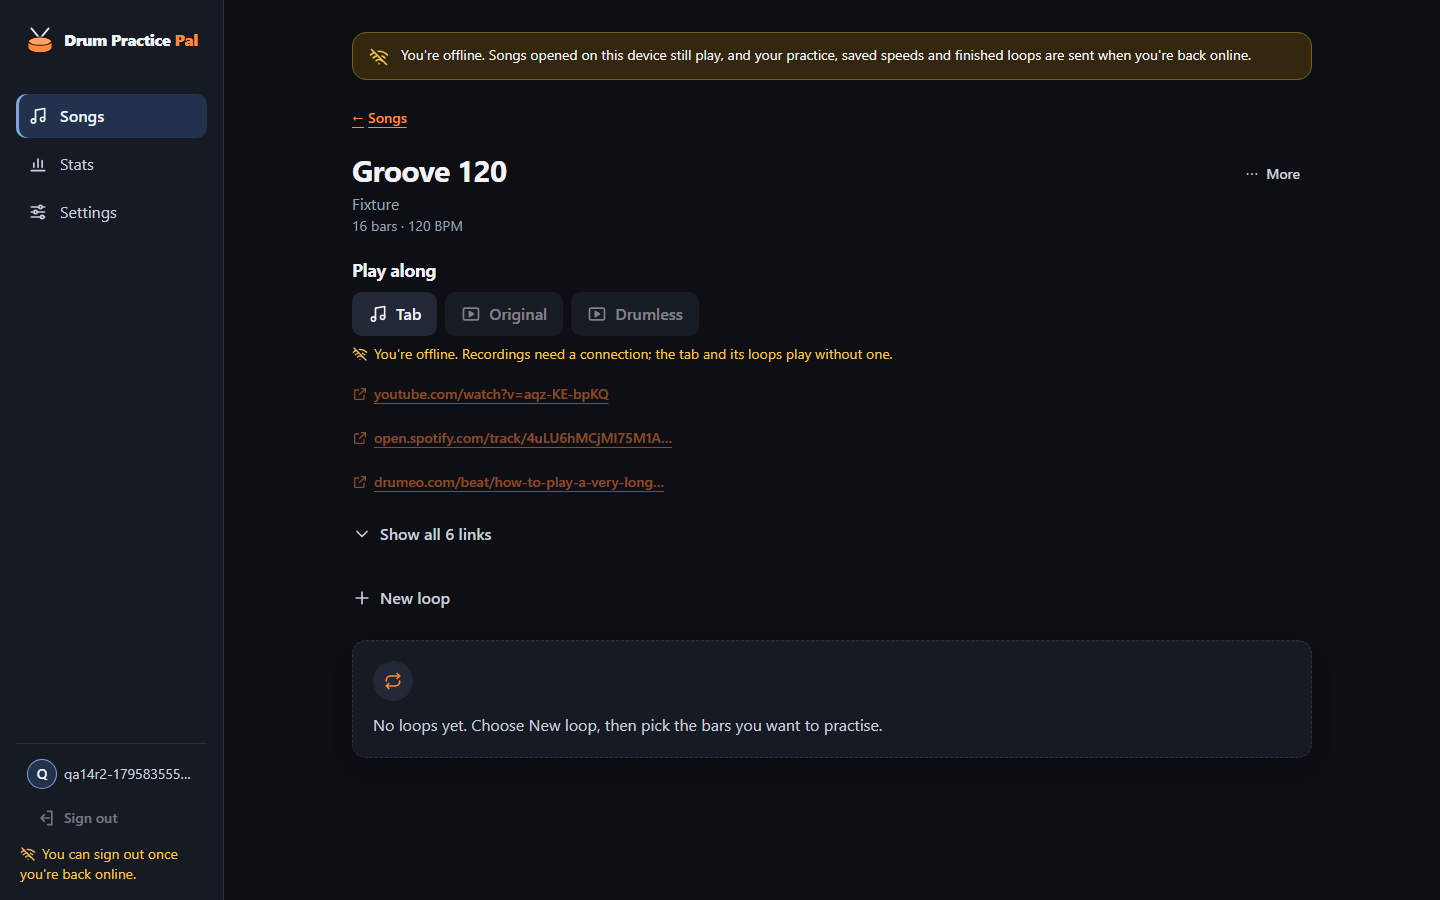 Drum Practice Pal
Songs
Stats
Settings
Q
qa14r2-179583555...
Sign out
You can sign out once
you're back online.
You're offline. Songs opened on this device still play, and your practice, saved speeds and finished loops are sent when you're back online.
← Songs
Groove 120
··· More
Fixture
16 bars · 120 BPM
Play along
Tab
Original
Drumless
You're offline. Recordings need a connection; the tab and its loops play without one.
youtube.com/watch?v=aqz-KE-bpKQ
open.spotify.com/track/4uLU6hMCjMI75M1A...
drumeo.com/beat/how-to-play-a-very-long...
Show all 6 links
New loop
No loops yet. Choose New loop, then pick the bars you want to practise.